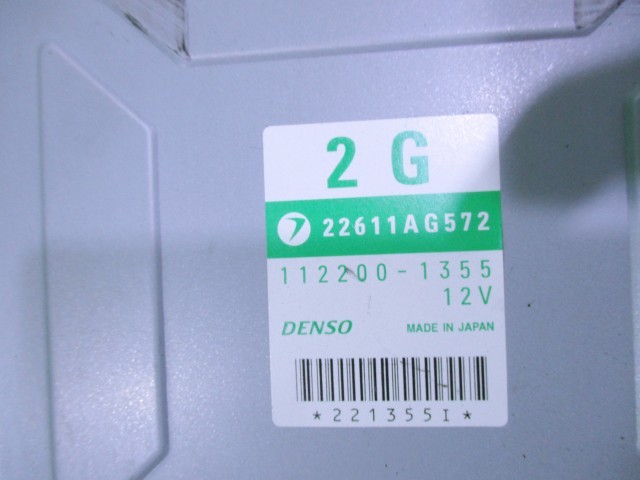 2 G
22611AG572
112200-1355
12V
DENSO MADE IN JAPAN
*221355I*